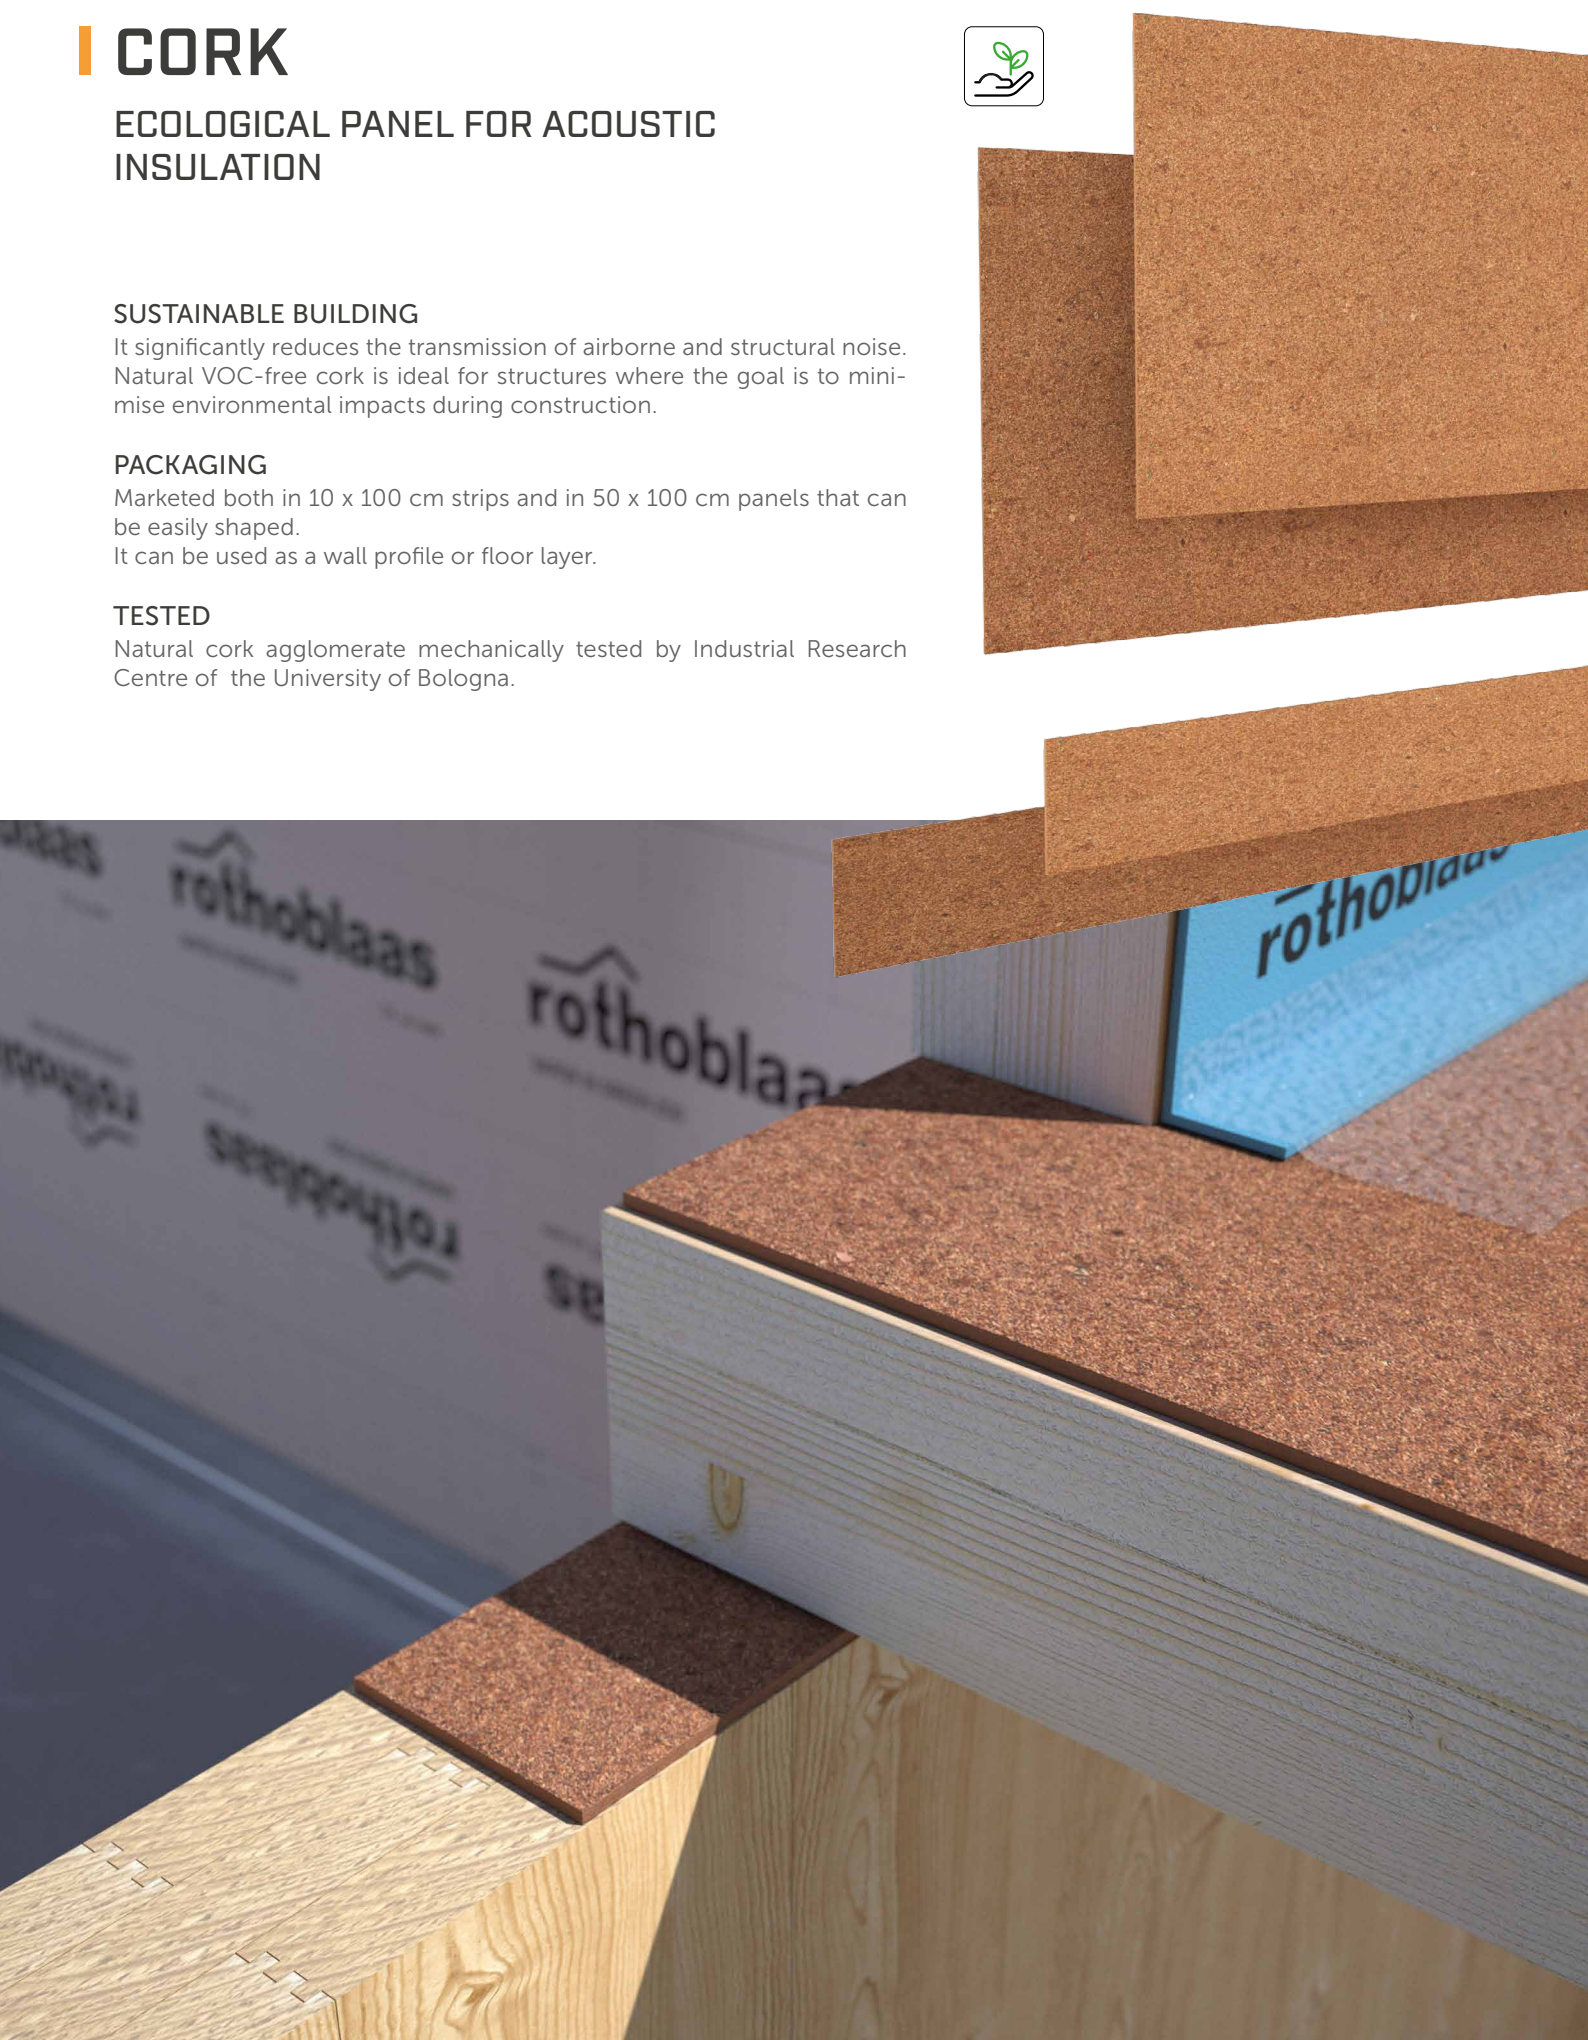 CORK
ECOLOGICAL PANEL FOR ACOUSTIC
INSULATION
SUSTAINABLE BUILDING
It significantly reduces the transmission of airborne and structural noise.
Natural VOC-free cork is ideal for structures where the goal is to mini-
mise environmental impacts during construction.
PACKAGING
Marketed both in 10 x 100 cm strips and in 50 x 100 cm panels that can
be easily shaped.
It can be used as a wall profile or floor layer.
TESTED
Natural cork agglomerate mechanically tested by Industrial Research
Centre of the University of Bologna.
rothoblaas
rothoblaas
rothoblaas
rothoblaas